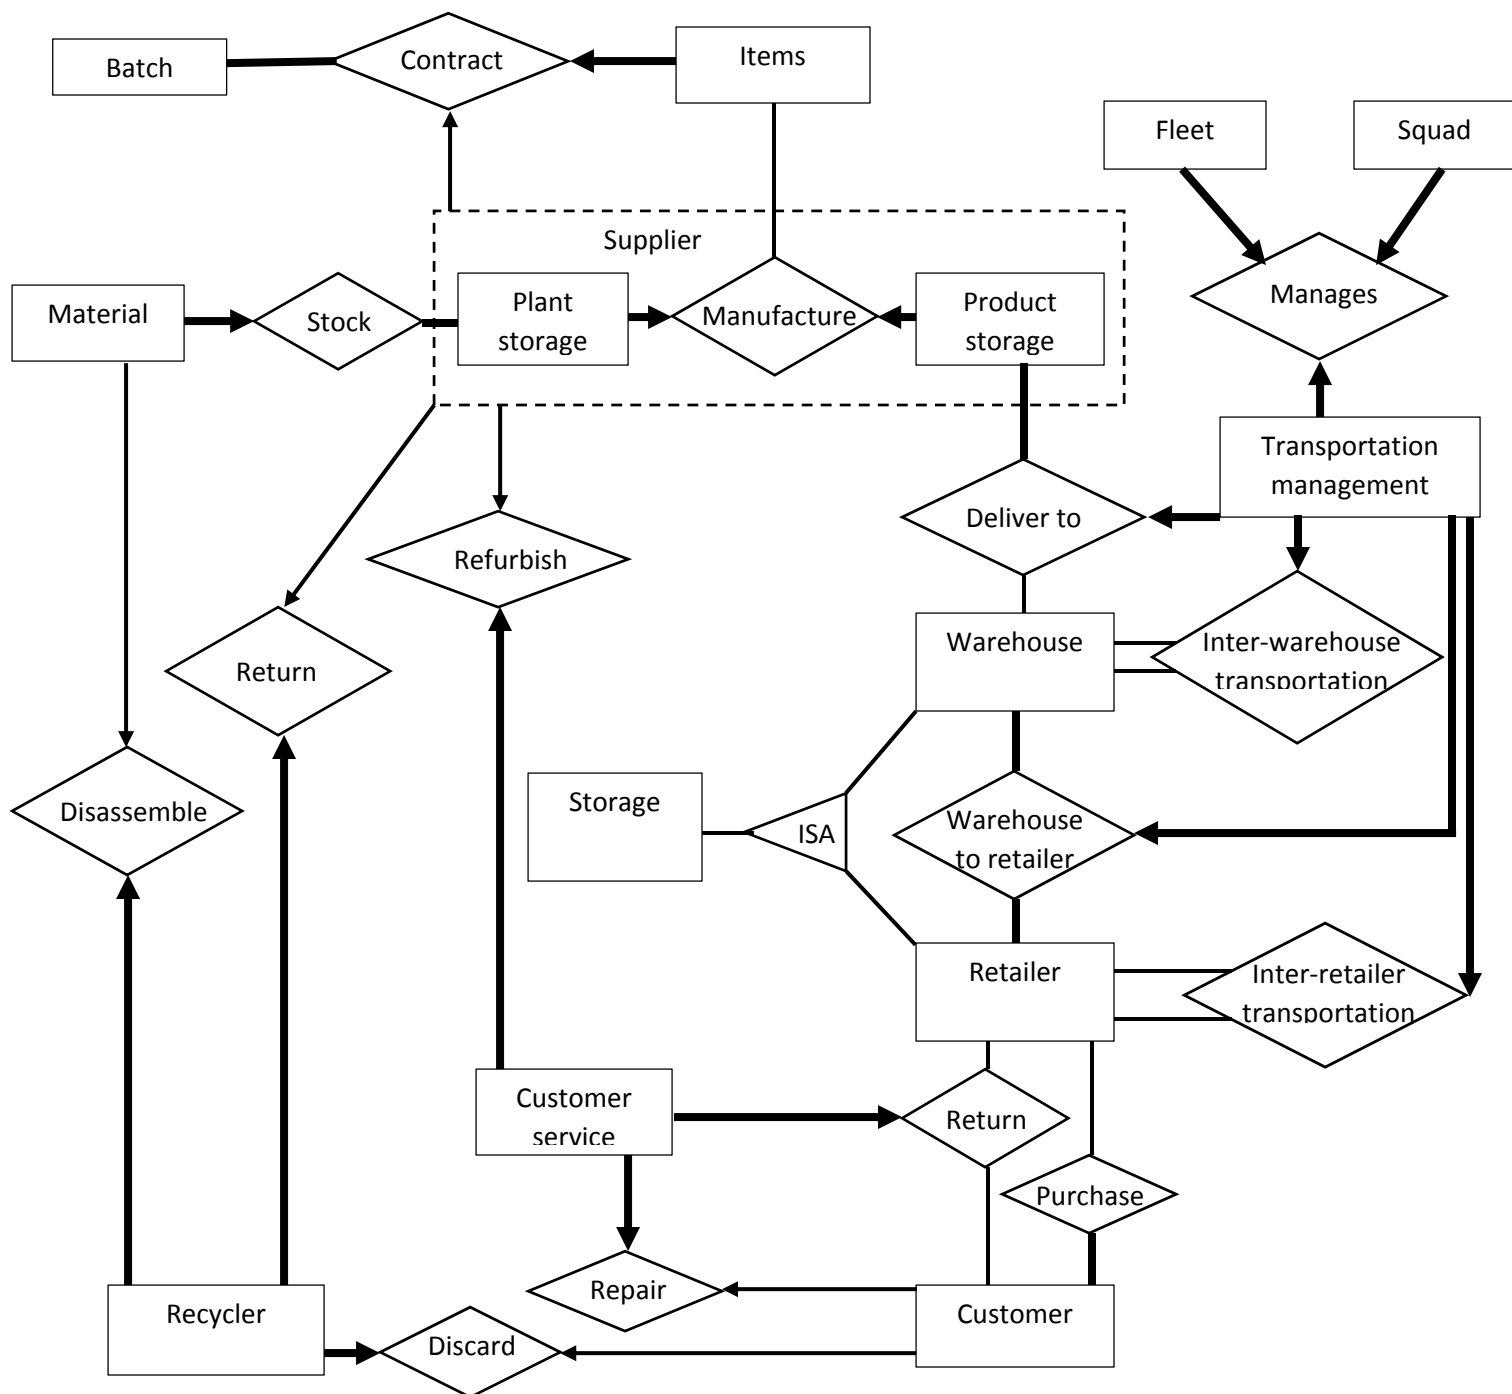 Contract
Items
Batch
Fleet
Squad
Supplier
Manages
Material
Stock
Plant
storage
Manufacture
Product
storage
Transportation
management
Deliver to
Refurbish
Return
Warehouse
Inter-warehouse
transportation
Disassemble
Storage
ISA
Warehouse
to retailer
Retailer
Inter-retailer
transportation
Customer
service
Return
Purchase
Repair
Recycler
Discard
Customer